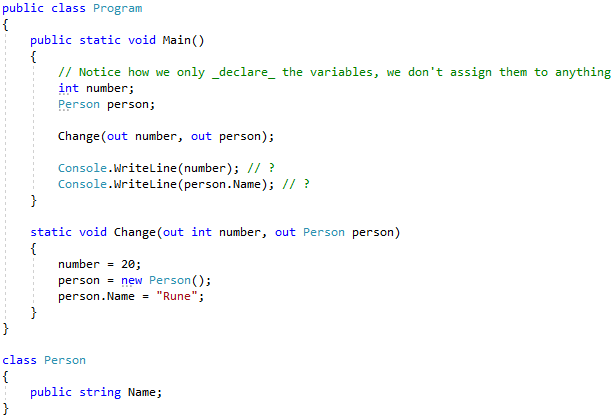 public class Program
{
    public static void Main()
    {
        // Notice how we only _declare_ the variables, we don't assign them to anything
        int number;
        Person person;

        Change(out number, out person);

        Console.WriteLine(number); // ?
        Console.WriteLine(person.Name); // ?
    }

    static void Change(out int number, out Person person)
    {
        number = 20;
        person = new Person();
        person.Name = "Rune";
    }
}

class Person
{
    public string Name;
}